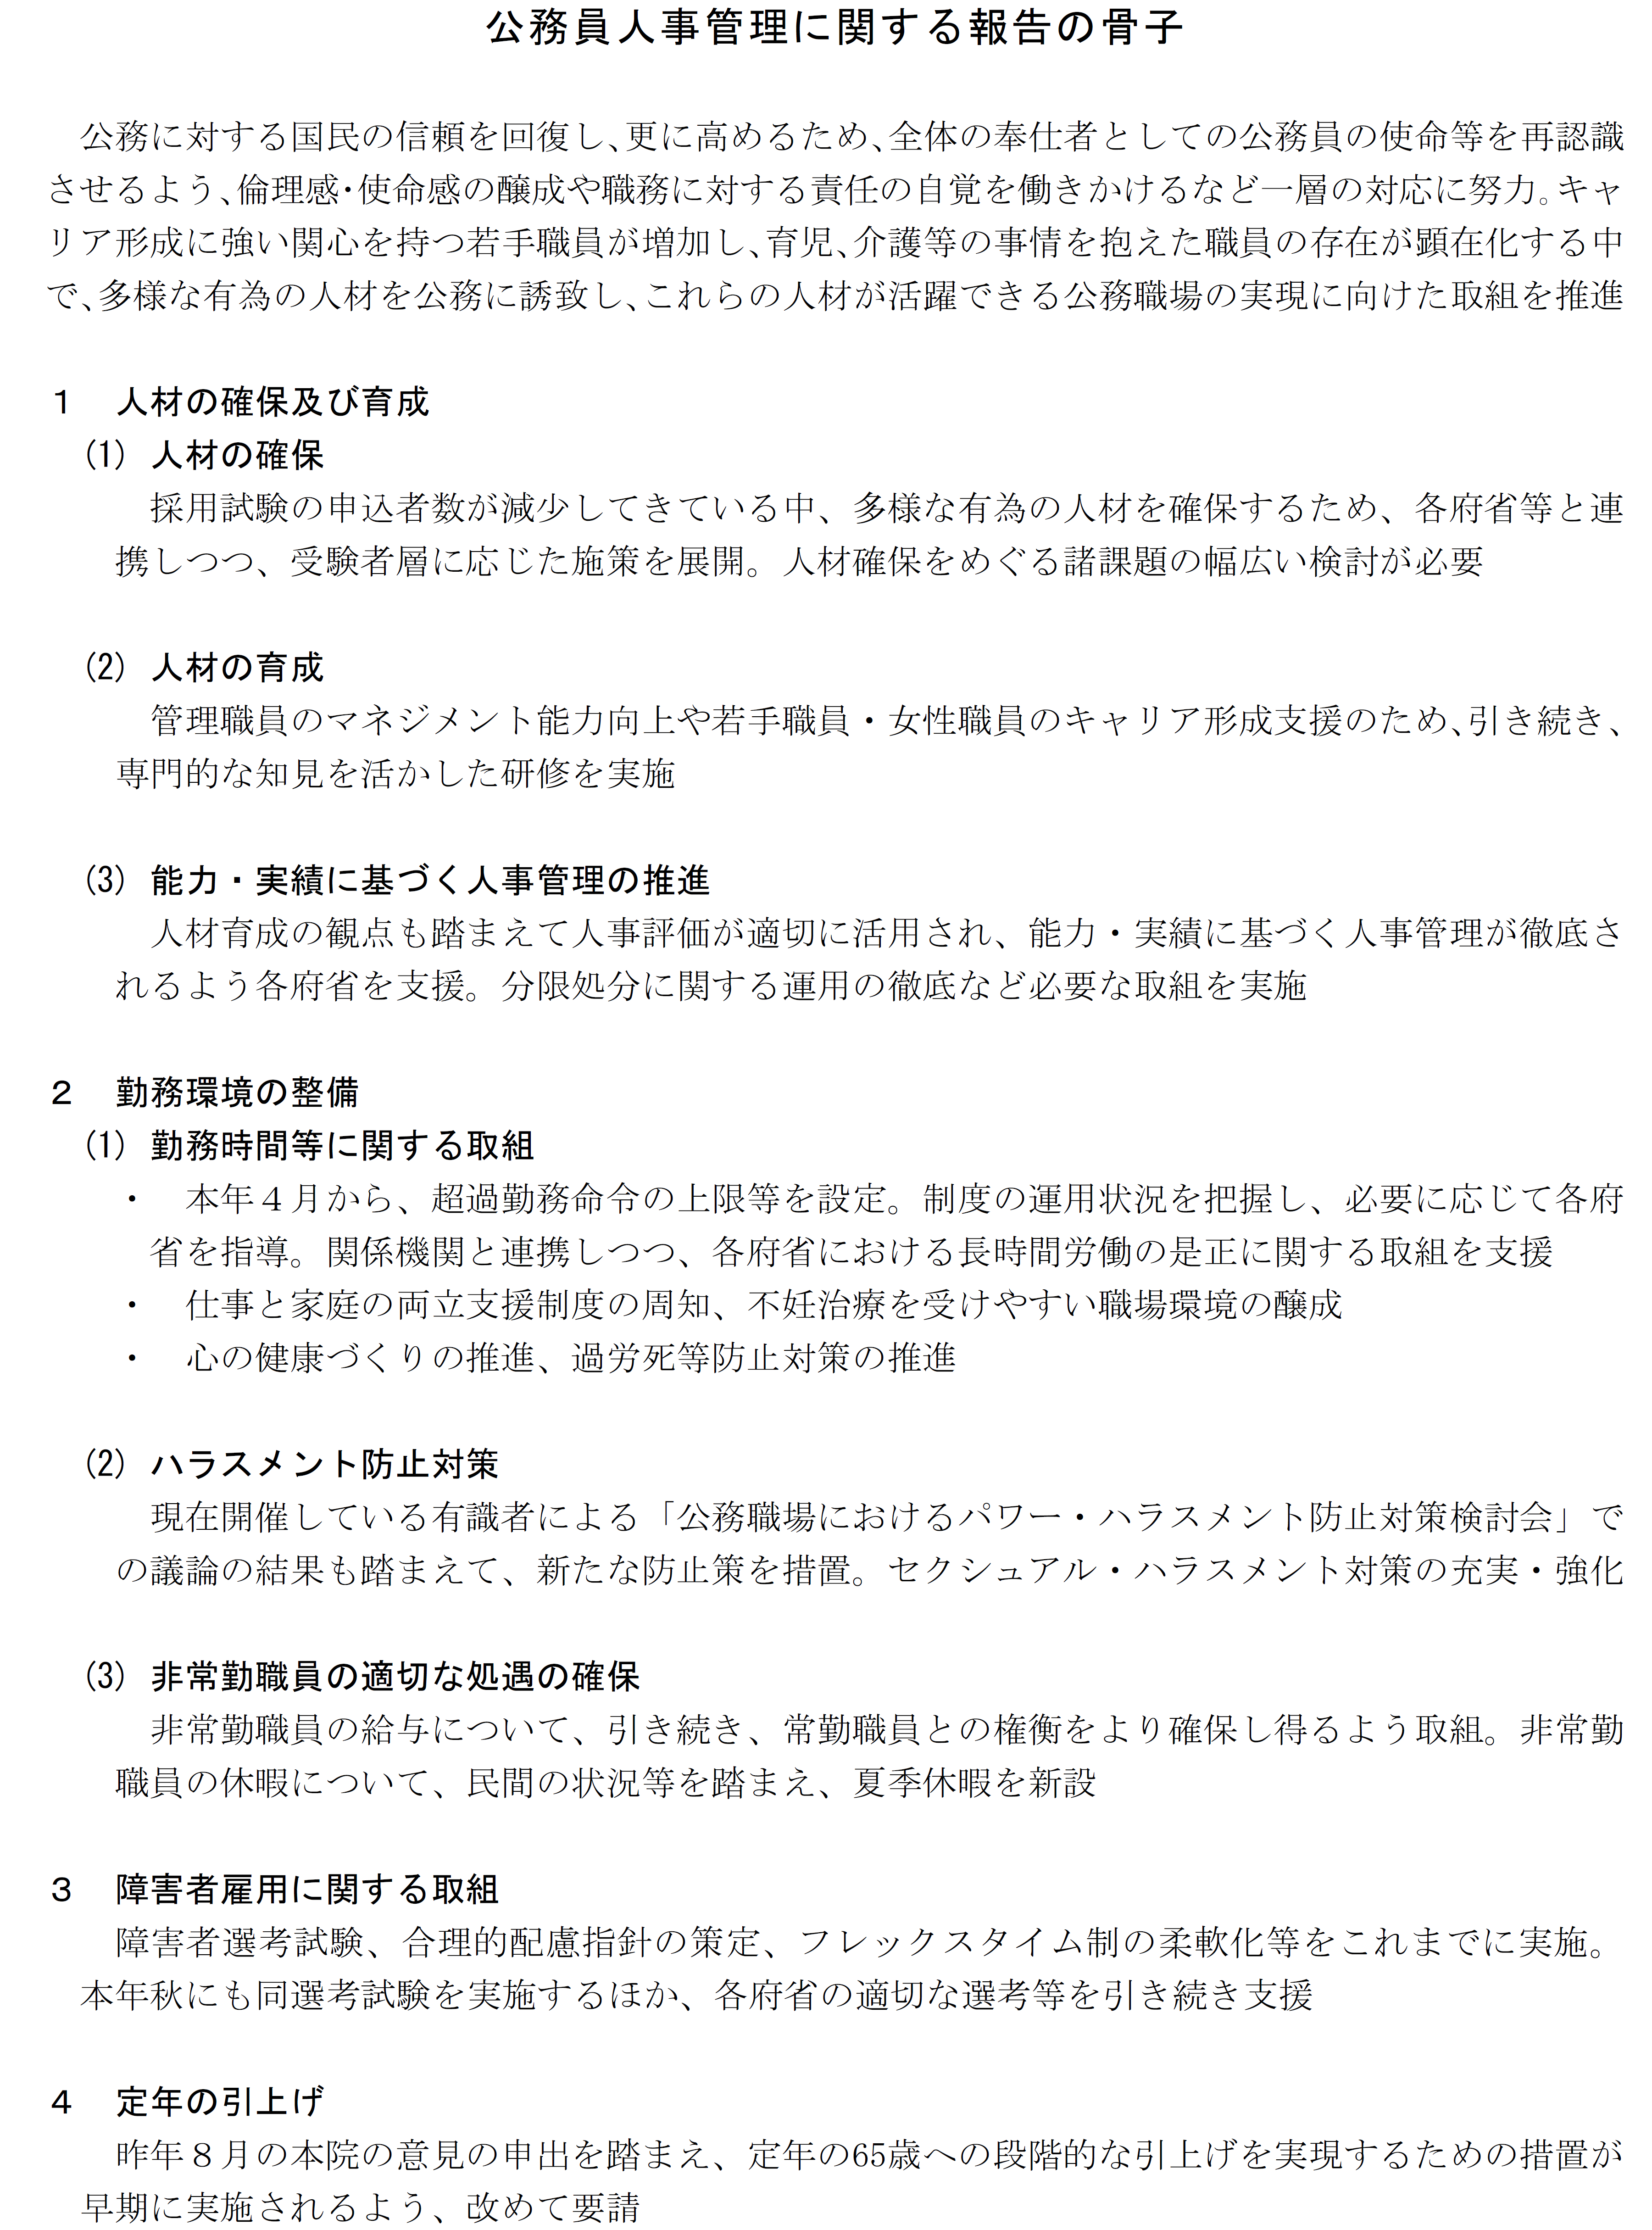 公務員人事管理に関する報告の骨子
公務に対する国民の信頼を回復し、更に高めるため、全体の奉仕者としての公務員の使命等を再認識
させるよう、倫理感・使命感の醸成や職務に対する責任の自覚を働きかけるなど一層の対応に努力。キャ
リア形成に強い関心を持つ若手職員が増加し、育児、介護等の事情を抱えた職員の存在が顕在化する中
で、多様な有為の人材を公務に誘致し、これらの人材が活躍できる公務職場の実現に向けた取組を推進
１　人材の確保及び育成
(1) 人材の確保
採用試験の申込者数が減少してきている中、多様な有為の人材を確保するため、各府省等と連
携しつつ、受験者層に応じた施策を展開。人材確保をめぐる諸課題の幅広い検討が必要
(2) 人材の育成
管理職員のマネジメント能力向上や若手職員・女性職員のキャリア形成支援のため、引き続き、
専門的な知見を活かした研修を実施
(3) 能力・実績に基づく人事管理の推進
人材育成の観点も踏まえて人事評価が適切に活用され、能力・実績に基づく人事管理が徹底さ
れるよう各府省を支援。分限処分に関する運用の徹底など必要な取組を実施
２　勤務環境の整備
(1) 勤務時間等に関する取組
・　本年４月から、超過勤務命令の上限等を設定。制度の運用状況を把握し、必要に応じて各府
省を指導。関係機関と連携しつつ、各府省における長時間労働の是正に関する取組を支援
・　仕事と家庭の両立支援制度の周知、不妊治療を受けやすい職場環境の醸成
・　心の健康づくりの推進、過労死等防止対策の推進
(2) ハラスメント防止対策
現在開催している有識者による「公務職場におけるパワー・ハラスメント防止対策検討会」で
の議論の結果も踏まえて、新たな防止策を措置。セクシュアル・ハラスメント対策の充実・強化
(3) 非常勤職員の適切な処遇の確保
非常勤職員の給与について、引き続き、常勤職員との権衡をより確保し得るよう取組。非常勤
職員の休暇について、民間の状況等を踏まえ、夏季休暇を新設
３　障害者雇用に関する取組
障害者選考試験、合理的配慮指針の策定、フレックスタイム制の柔軟化等をこれまでに実施。
本年秋にも同選考試験を実施するほか、各府省の適切な選考等を引き続き支援
４　定年の引上げ
昨年８月の本院の意見の申出を踏まえ、定年の65歳への段階的な引上げを実現するための措置が
早期に実施されるよう、改めて要請